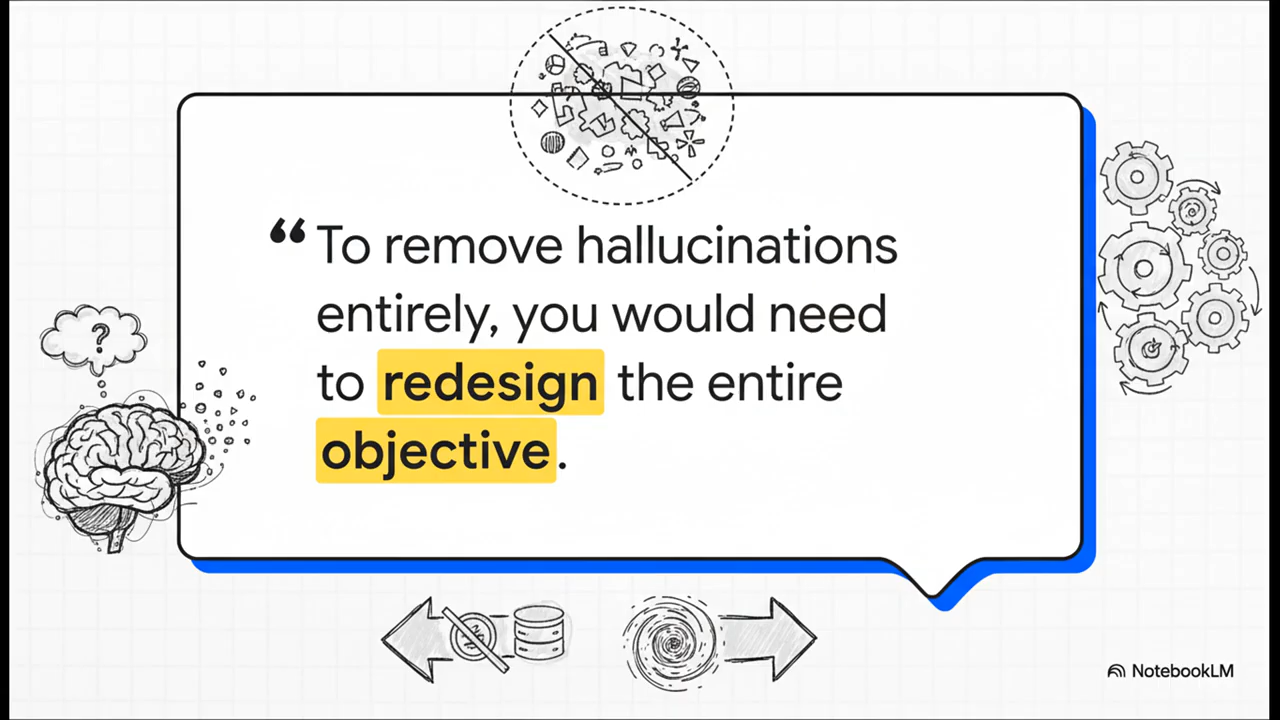 “To remove hallucinations
entirely, you would need
to redesign the entire
objective.
?
NotebookLM